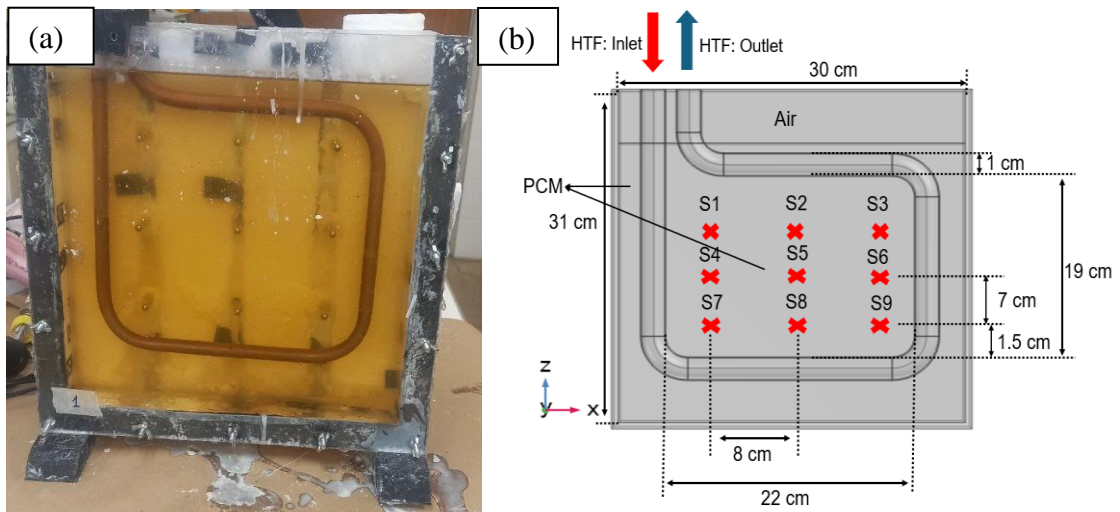 (a)
1
(b)
HTF: Inlet
HTF: Outlet
30 cm
Air
1 cm
PCM
31 cm
S1 S2 S3
S4 S5 S6
S7 S8 S9
19 cm
7 cm
1.5 cm
z
y x
8 cm
22 cm